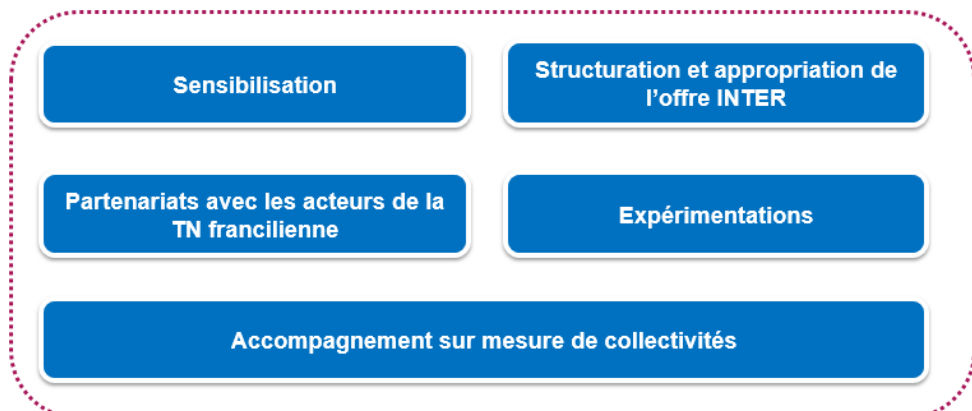 Sensibilisation
Structuration et appropriation de
l’offre INTER
Partenariats avec les acteurs de la
TN francilienne
Expérimentations
Accompagnement sur mesure de collectivités